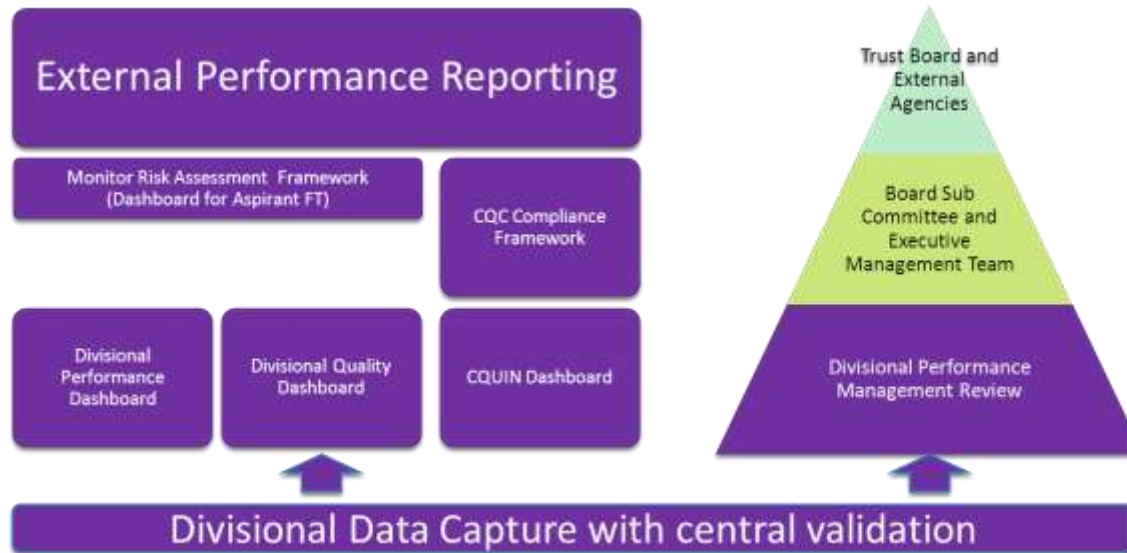 External Performance Reporting
Monitor Risk Assessment Framework
(Dashboard for Aspirant FT)
CQC Compliance
Framework
Divisional
Performance
Dashboard
Divisional Quality
Dashboard
CQUIN Dashboard
Trust Board and
External
Agencies
Board Sub
Committee and
Executive
Management Team
Divisional Performance
Management Review
Divisional Data Capture with central validation